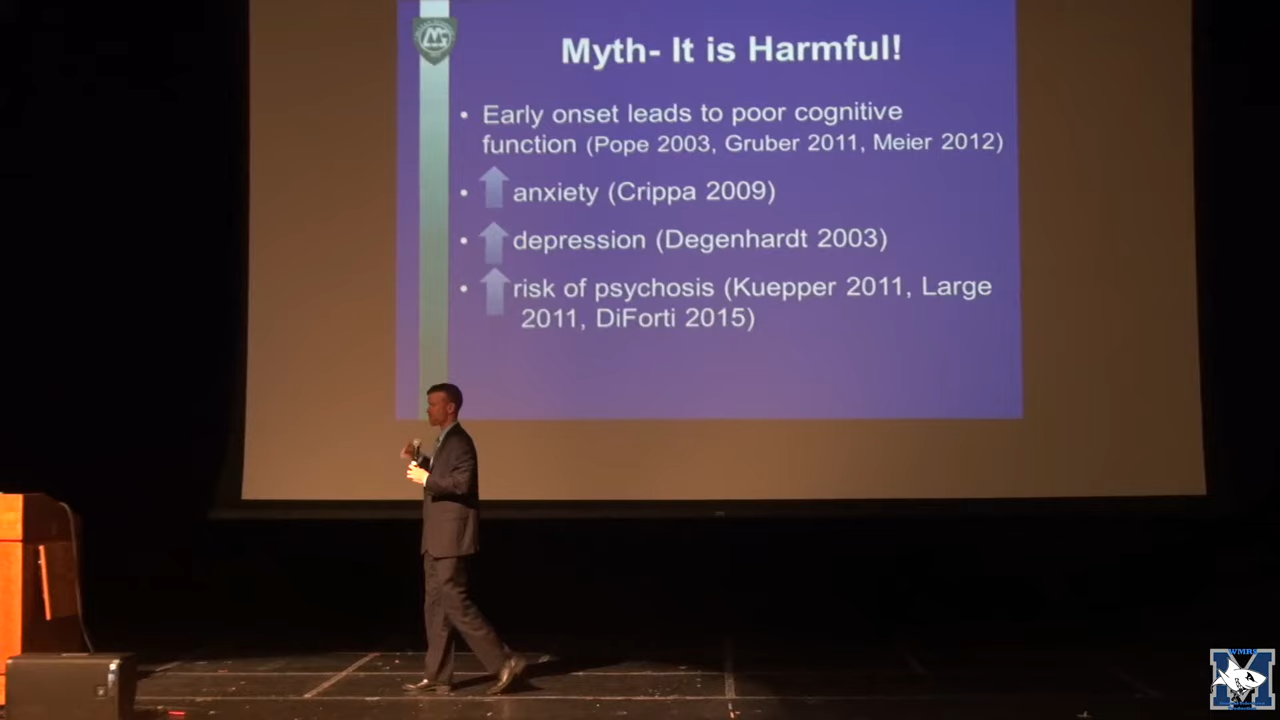 Myth- It is Harmful!
• Early onset leads to poor cognitive
function (Pope 2003, Gruber 2011, Meier 2012)
• anxiety (Crippa 2009)
• depression (Degenhardt 2003)
• risk of psychosis (Kuepper 2011, Large
2011, DiForti 2015)
WMRS
M